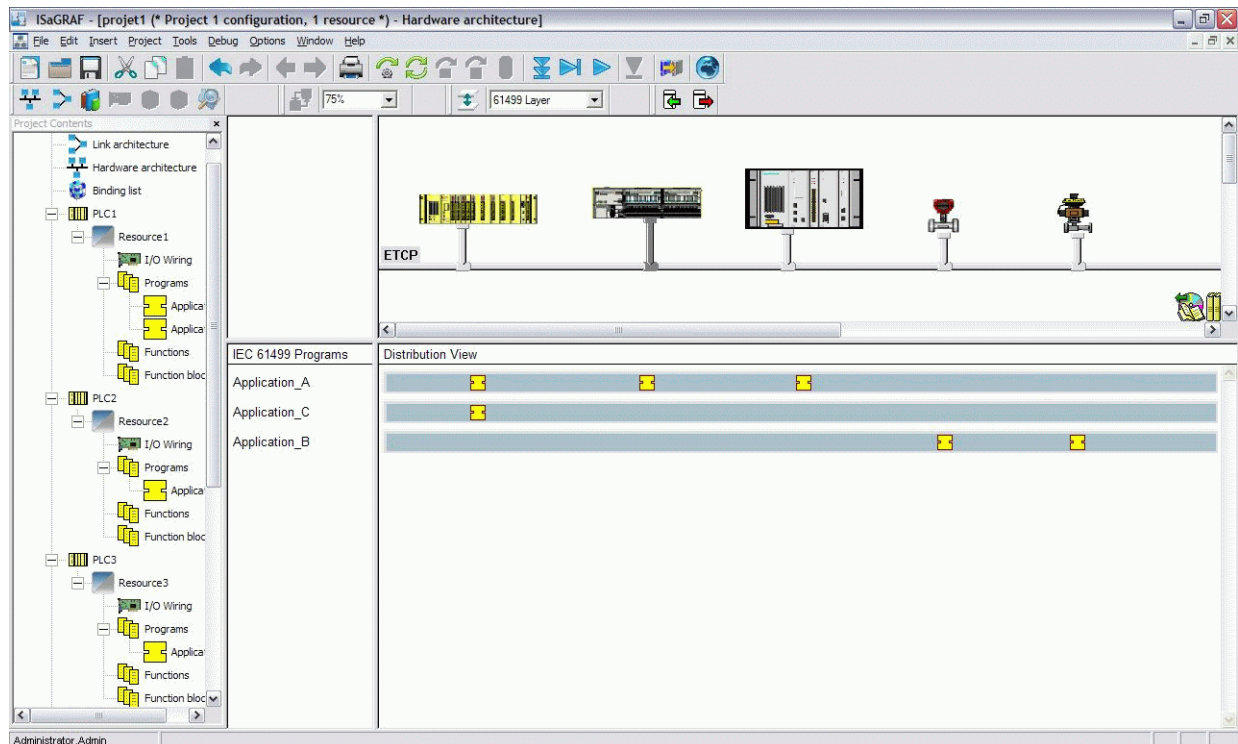 ISaGRAF - [projet1 (* Project 1 configuration, 1 resource *) - Hardware architecture]
File Edit Insert Project Tools Debug Options Window Help
75%
61499 Layer
Project Contents
Link architecture
Hardware architecture
Binding list
PLC1
Resource1
I/O Wiring
Programs
Applica
Applica
Functions
Function bloc
PLC2
Resource2
I/O Wiring
Programs
Applica
Functions
Function bloc
PLC3
Resource3
I/O Wiring
Programs
Applica
Functions
Function bloc
ETCP
IEC 61499 Programs
Distribution View
Application_A
Application_C
Application_B
Administrator.Admin